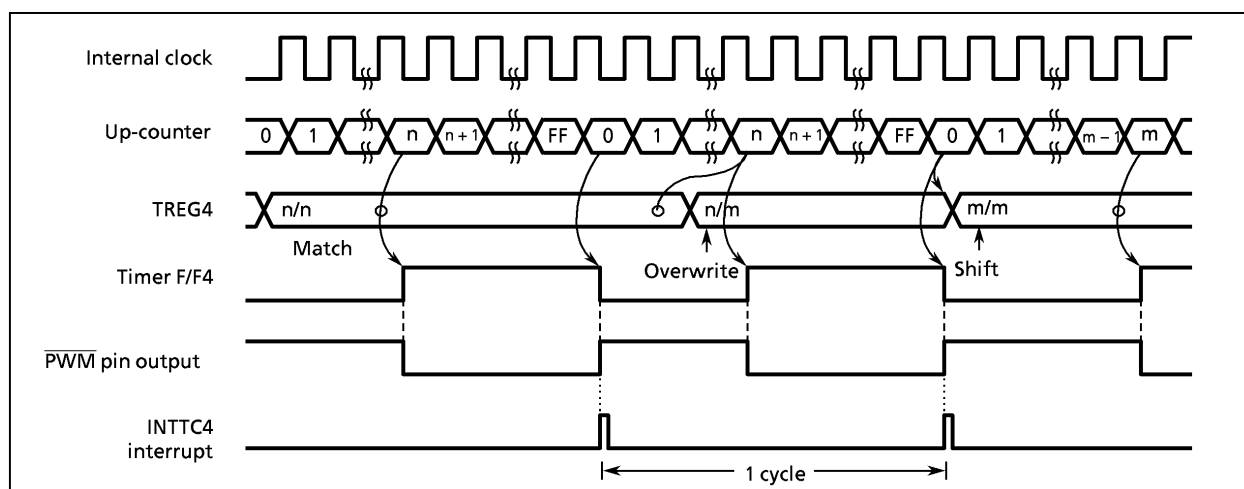 Internal clock
Up-counter 0 1 n n + 1 FF 0 1 n n + 1 FF 0 1 m – 1 m
TREG4 n/n n/m m/m
Match Overwrite Shift
Timer F/F4
PWM pin output
INTTC4
interrupt
1 cycle